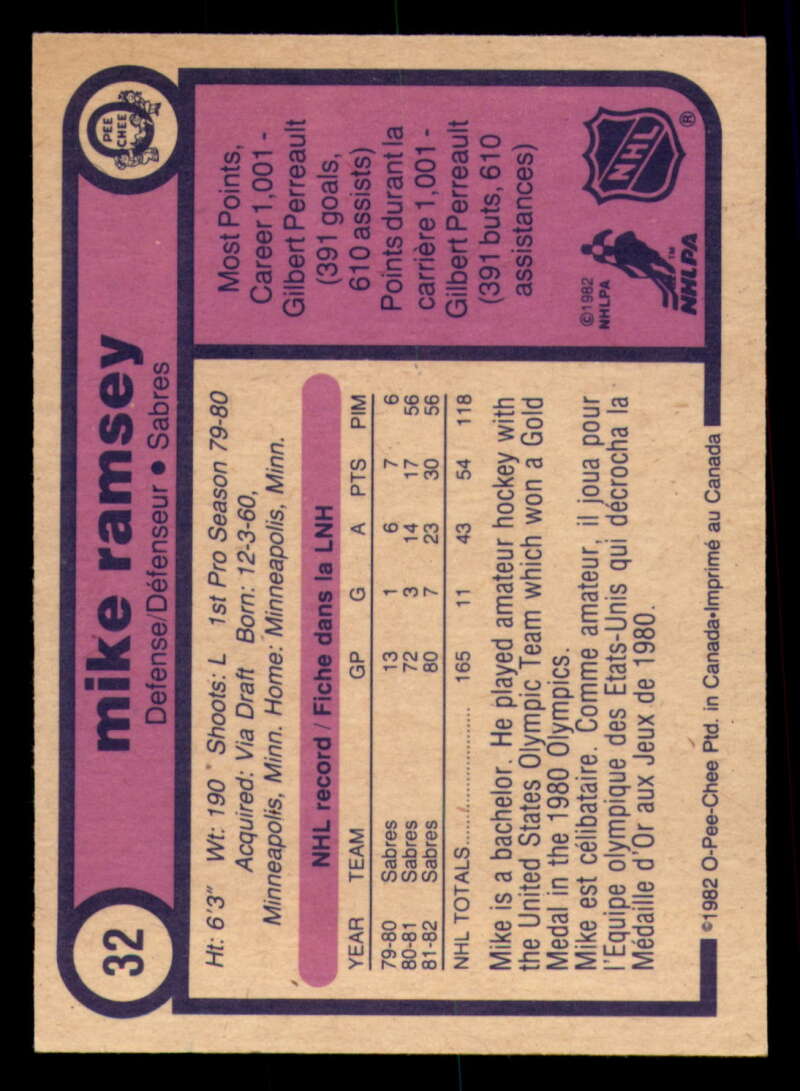 32
mike ramsey
Defense/Défenseur • Sabres
O
PEE
CHEE
Ht: 6'3" Wt: 190 Shoots: L 1st Pro Season 79-80
Acquired: Via Draft Born: 12-3-60,
Minneapolis, Minn. Home: Minneapolis, Minn.
NHL record / Fiche dans la LNH
YEAR TEAM GP G A PTS PIM
79-80 Sabres 13 1 6 7 6
80-81 Sabres 72 3 14 17 56
81-82 Sabres 80 7 23 30 56
NHL TOTALS.................... 165 11 43 54 118
Mike is a bachelor. He played amateur hockey with
the United States Olympic Team which won a Gold
Medal in the 1980 Olympics.
Mike est célibataire. Comme amateur, il joua pour
l'Equipe olympique des Etats-Unis qui décrocha la
Médaille d'Or aux Jeux de 1980.
Most Points,
Career 1,001 -
Gilbert Perreault
(391 goals,
610 assists)
Points durant la
carrière 1,001 -
Gilbert Perreault
(391 buts, 610
assistances)
©1982
NHLPA
TM
NHLPA
NHL
®
©1982 O-Pee-Chee Ptd. in Canada•Imprimé au Canada